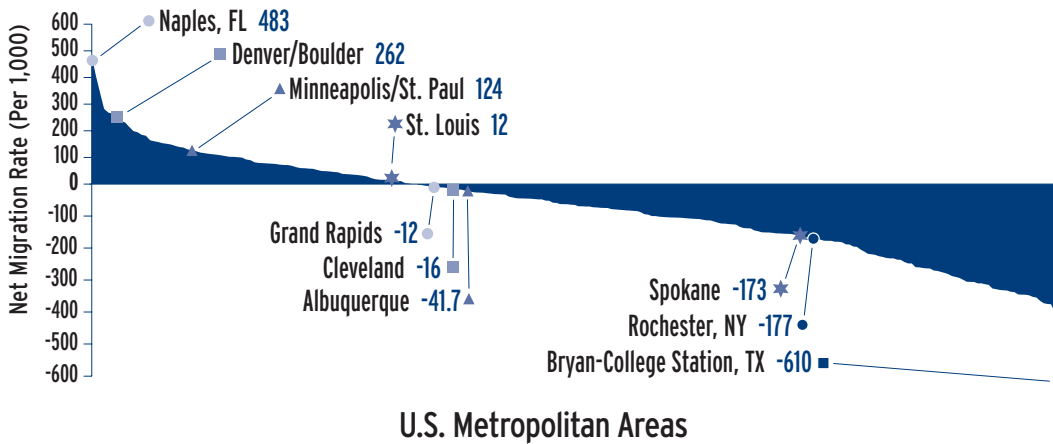 Net Migration Rate (Per 1,000)
600
500
400
300
200
100
0
-100
-200
-300
-400
-500
-600
Naples, FL 483
Denver/Boulder 262
Minneapolis/St. Paul 124
St. Louis 12
Grand Rapids -12
Cleveland -16
Albuquerque -41.7
Spokane -173
Rochester, NY -177
Bryan-College Station, TX -610
U.S. Metropolitan Areas